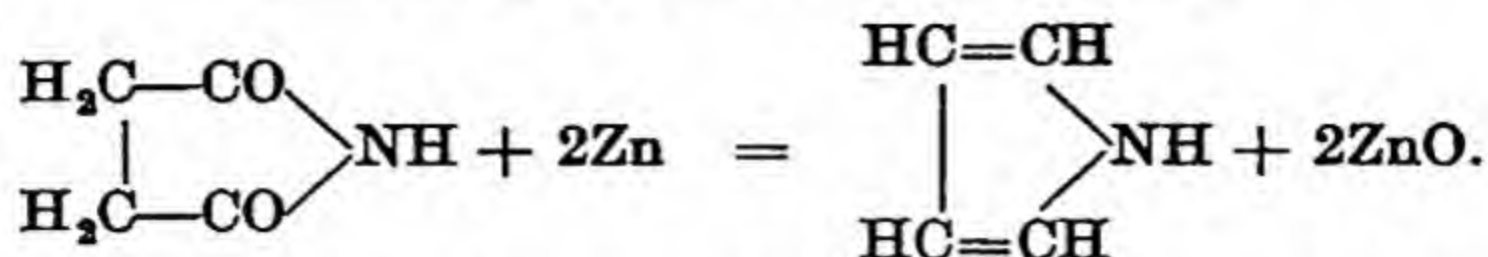 HC=CH
H₂C—CO
NH + 2Zn = NH + 2ZnO.
H₂C—CO
HC=CH